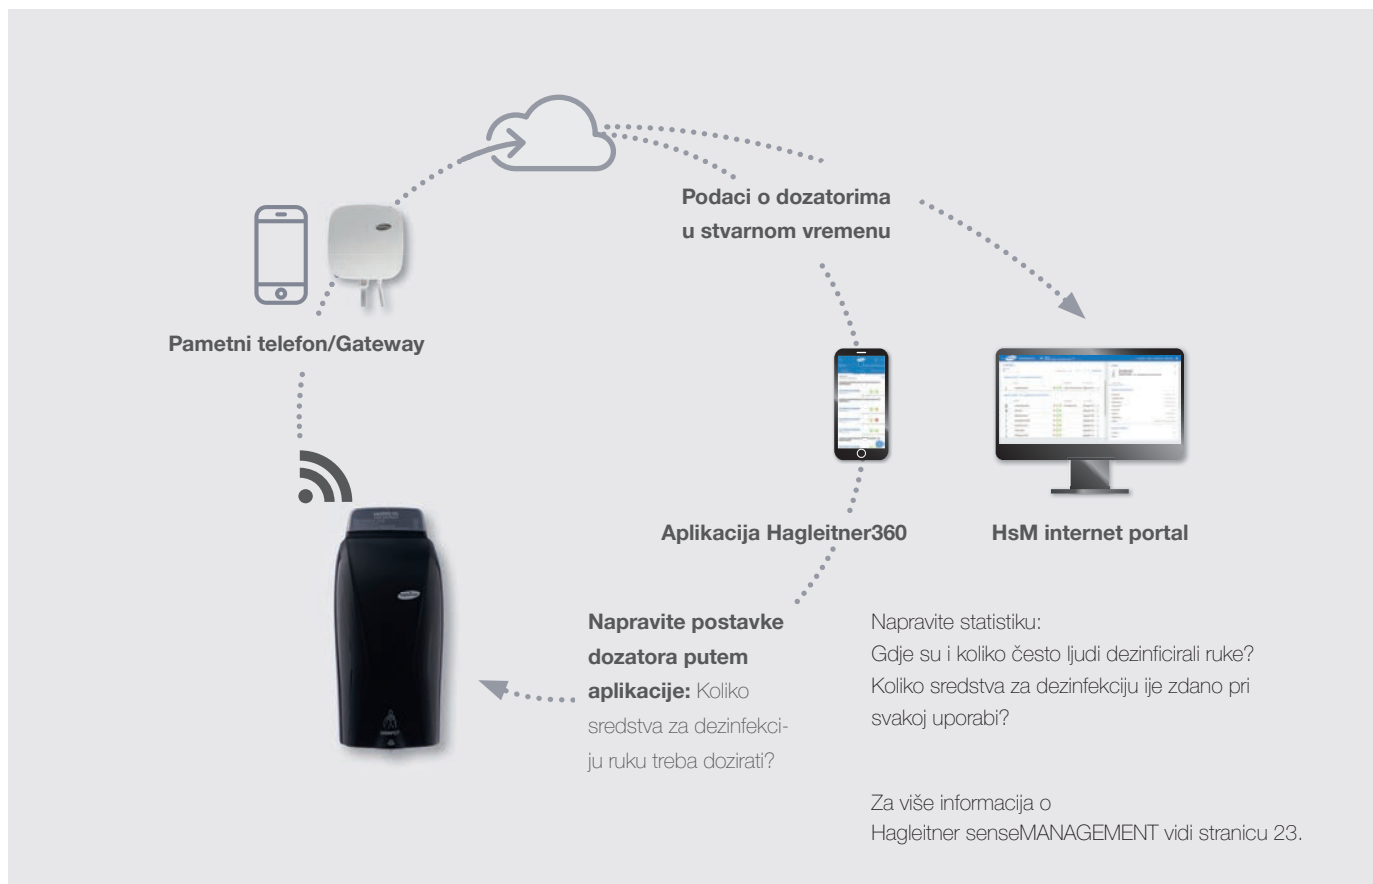 Podaci o dozatorima
u stvarnom vremenu
Pametni telefon/Gateway
Aplikacija Hagleitner360
HsM internet portal
Napravite postavke
dozatora putem
aplikacije: Koliko
sredstva za dezinfekci-
ju ruku treba dozirati?
Napravite statistiku:
Gdje su i koliko često ljudi dezinficirali ruke?
Koliko sredstva za dezinfekciju ije zdano pri
svakoj uporabi?
Za više informacija o
Hagleitner senseMANAGEMENT vidi stranicu 23.